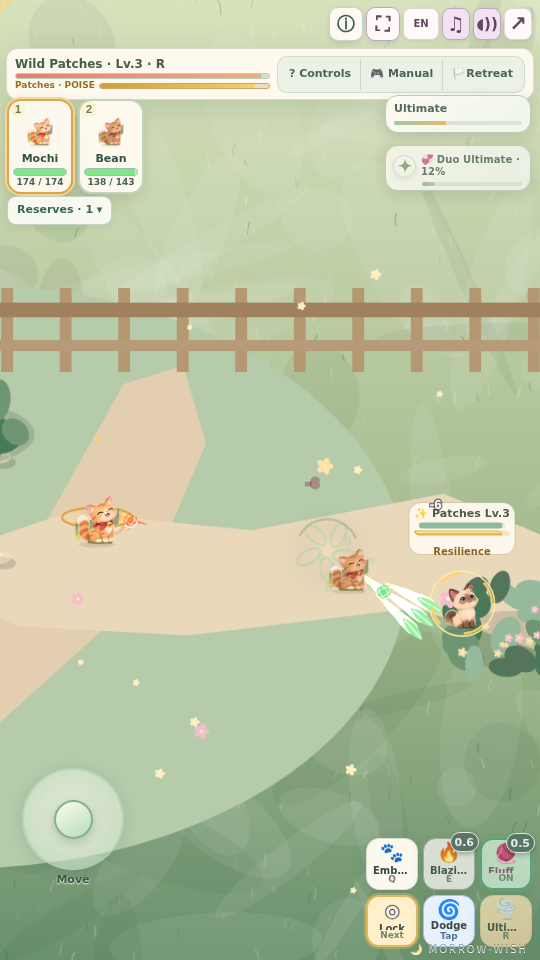 EN
Wild Patches · Lv.3 · R
Patches · POISE
? Controls
Manual
Retreat
1
Mochi
174 / 174
2
Bean
138 / 143
Ultimate
Duo Ultimate ·
12%
Reserves · 1 ▾
-6
Patches Lv.3
Resilience
Move
Emb...
Q
0.6
Blazi...
E
0.5
Fluff
ON
Lock
Next
Dodge
Tap
Ulti...
R
MORROW-WISH